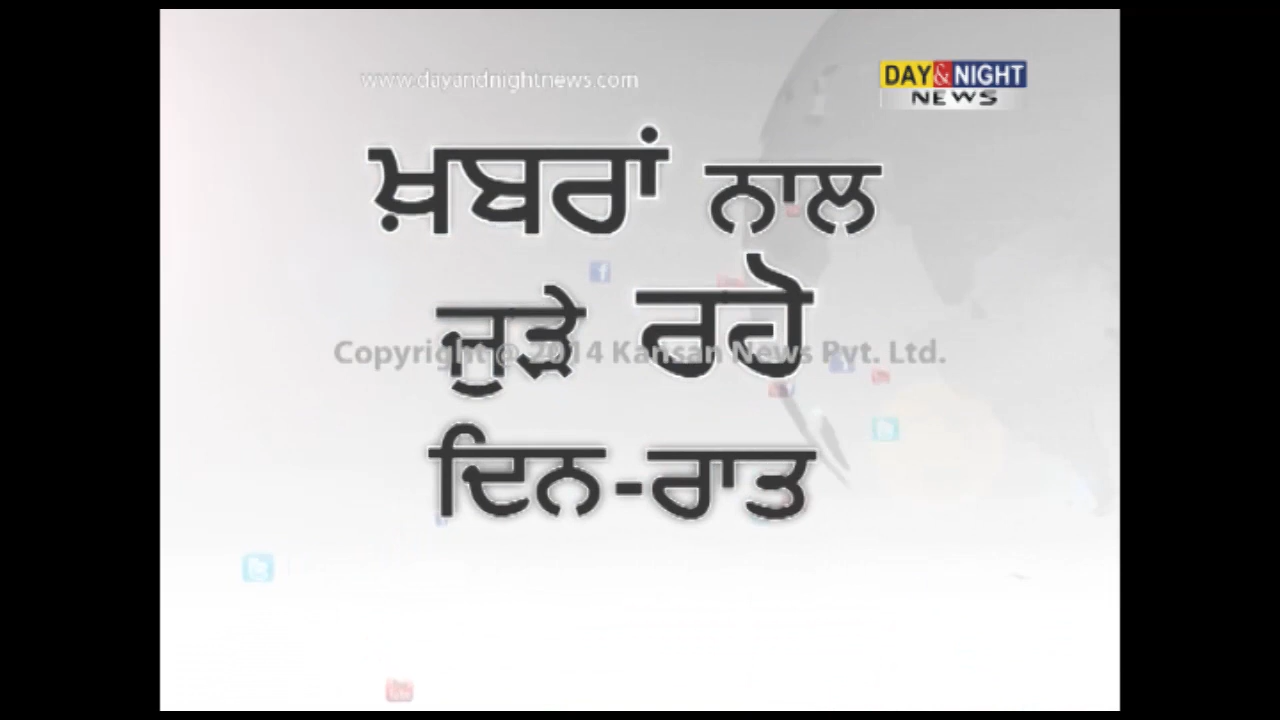 www.dayandnightnews.com
DAY&NIGHT
NEWS
ਖ਼ਬਰਾਂ ਨਾਲ
ਜੁੜੇ ਰਹੋ
Copyright @ 2014 Kansan News Pvt. Ltd.
ਦਿਨ-ਰਾਤ